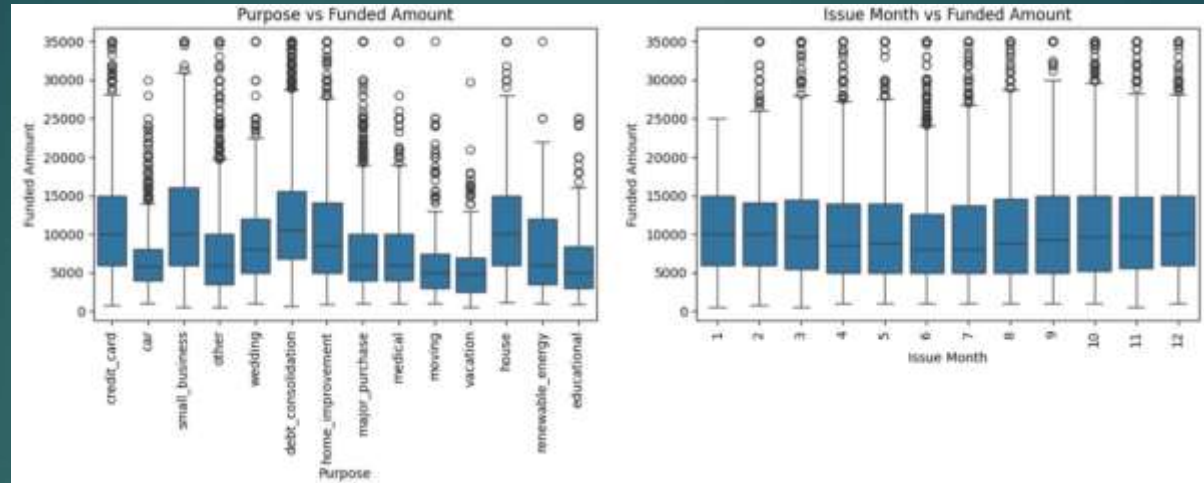 Purpose vs Funded Amount
35000
30000
25000
20000
15000
10000
5000
0
Funded Amount
credit_card
car
small_business
other
wedding
debt_consolidation
home_improvement
major_purchase
medical
moving
vacation
house
renewable_energy
educational
Purpose
Issue Month vs Funded Amount
35000
30000
25000
20000
15000
10000
5000
0
Funded Amount
1
2
3
4
5
6
7
8
9
10
11
12
Issue Month